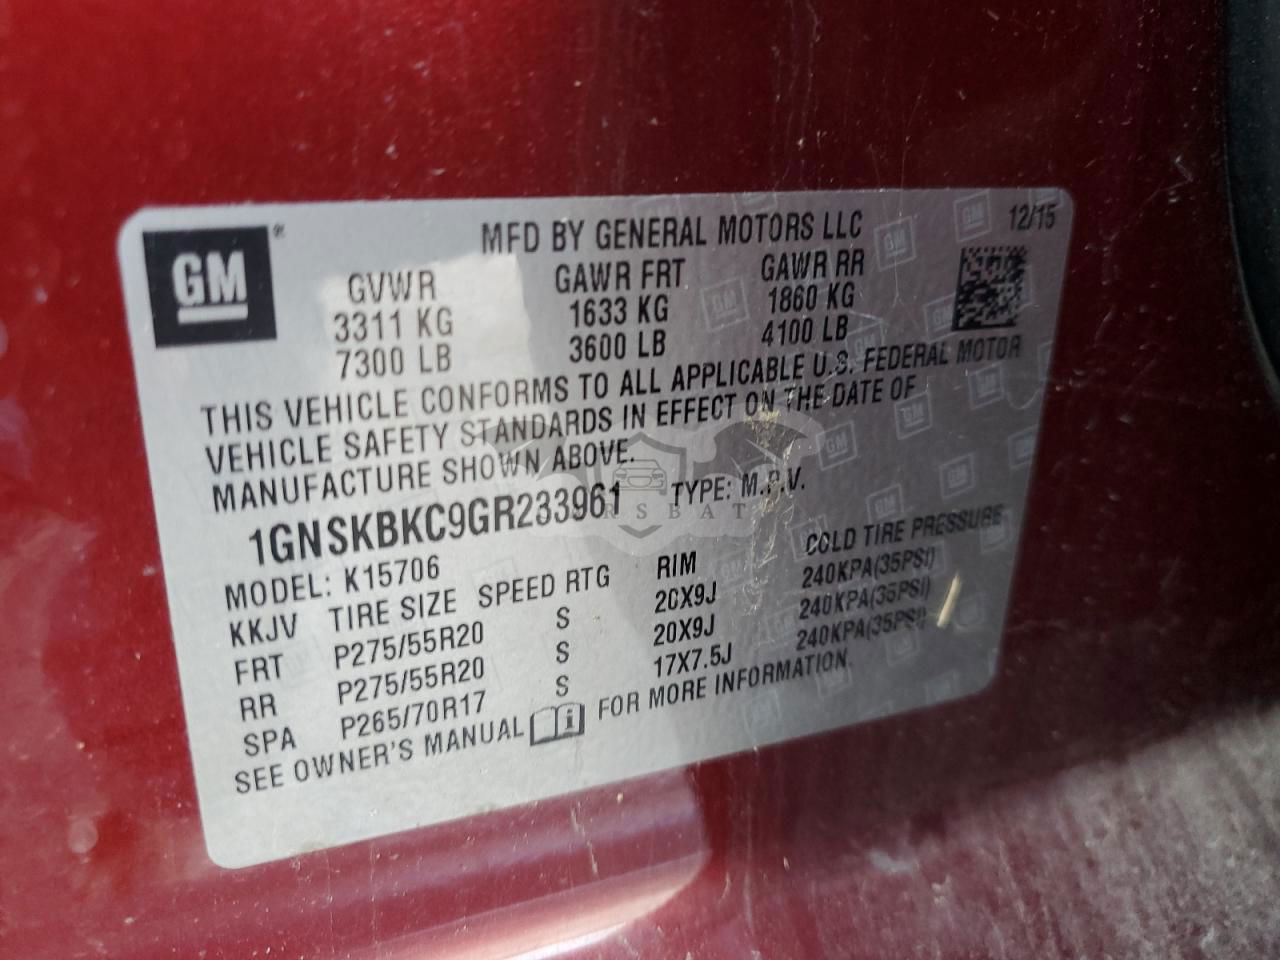 GM
MFD BY GENERAL MOTORS LLC 12/15
GVWR GAWR FRT GAWR RR
3311 KG 1633 KG 1860 KG
7300 LB 3600 LB 4100 LB
THIS VEHICLE CONFORMS TO ALL APPLICABLE U.S. FEDERAL MOTOR
VEHICLE SAFETY STANDARDS IN EFFECT ON THE DATE OF
MANUFACTURE SHOWN ABOVE.
1GNSKBKC9GR233961 TYPE: M.P.V.
MODEL: K15706
KKJV TIRE SIZE SPEED RTG RIM COLD TIRE PRESSURE
FRT P275/55R20 S 20X9J 240KPA(35PSI)
RR P275/55R20 S 20X9J 240KPA(35PSI)
SPA P265/70R17 S 17X7.5J 240KPA(35PSI)
SEE OWNER'S MANUAL FOR MORE INFORMATION.